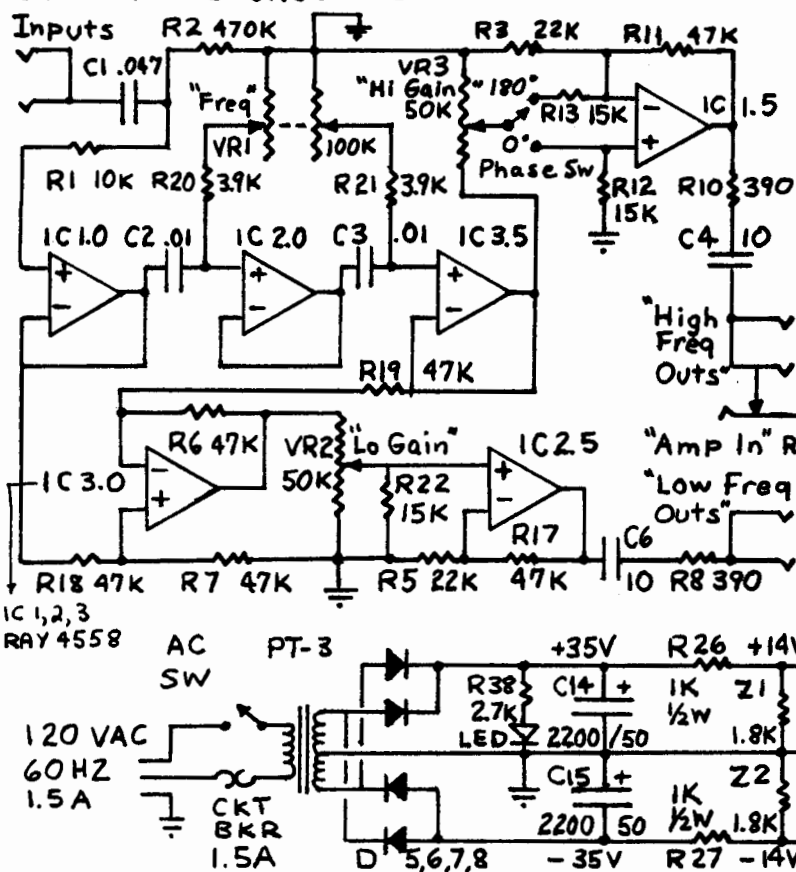 Inputs
R2 470K
R3 22K
R11 47K
C1 .047
"Freq"
VR3
"Hi Gain"
50K
"180°
R13 15K
IC 1.5
VR1
100K
0°
Phase Sw
R1 10K
R20 3.9K
R21 3.9K
R12
15K
R10 390
IC 1.0
C2 .01
IC 2.0
C3 .01
IC 3.5
C4 10
"High
Freq
Outs"
R19 47K
R6 47K
VR2
50K
"Lo Gain"
IC 2.5
"Amp In" R
IC 3.0
R22
15K
"Low Freq
Outs"
R17
47K
C6
10
R18 47K
R7 47K
R5 22K
R8 390
IC 1,2,3
RAY 4558
AC
SW
PT-3
+35V
R26
+14V
R38
2.7K
C14
1K
1/2W
Z1
120 VAC
60 HZ
1.5 A
LED
2200/50
1.8K
C15
Z2
CKT
BKR
1.5A
2200 50
1K
1/2W
1.8K
D 5,6,7,8
-35V
R27
-14V